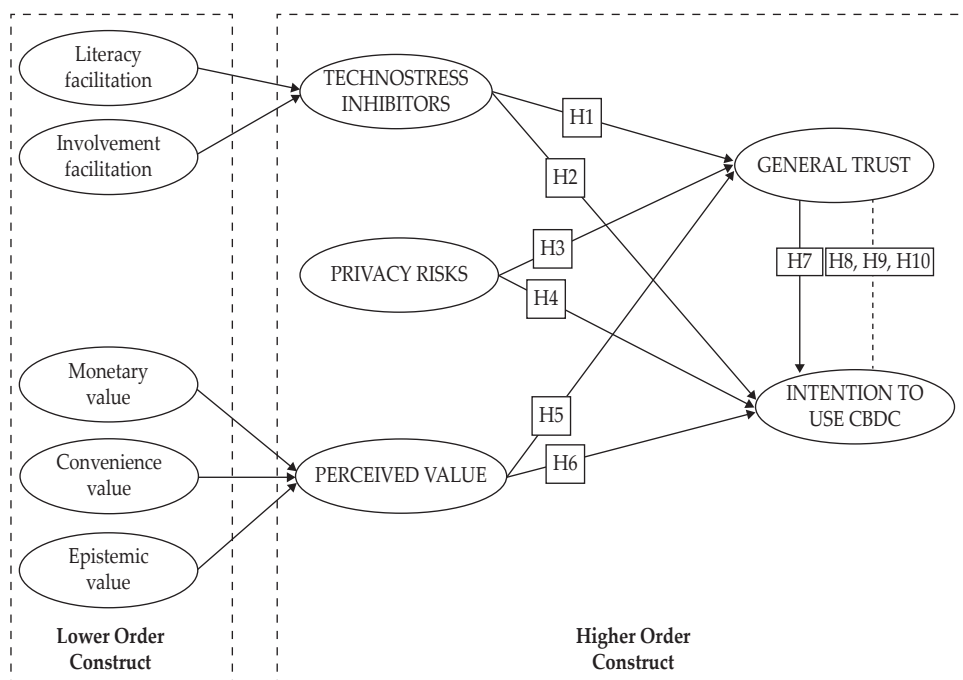 Literacy
facilitation
Involvement
facilitation
Monetary
value
Convenience
value
Epistemic
value
Lower Order
Construct
TECHNOSTRESS
INHIBITORS
PRIVACY RISKS
PERCEIVED VALUE
H1
H2
H3
H4
H5
H6
GENERAL TRUST
H7
H8, H9, H10
INTENTION TO
USE CBDC
Higher Order
Construct